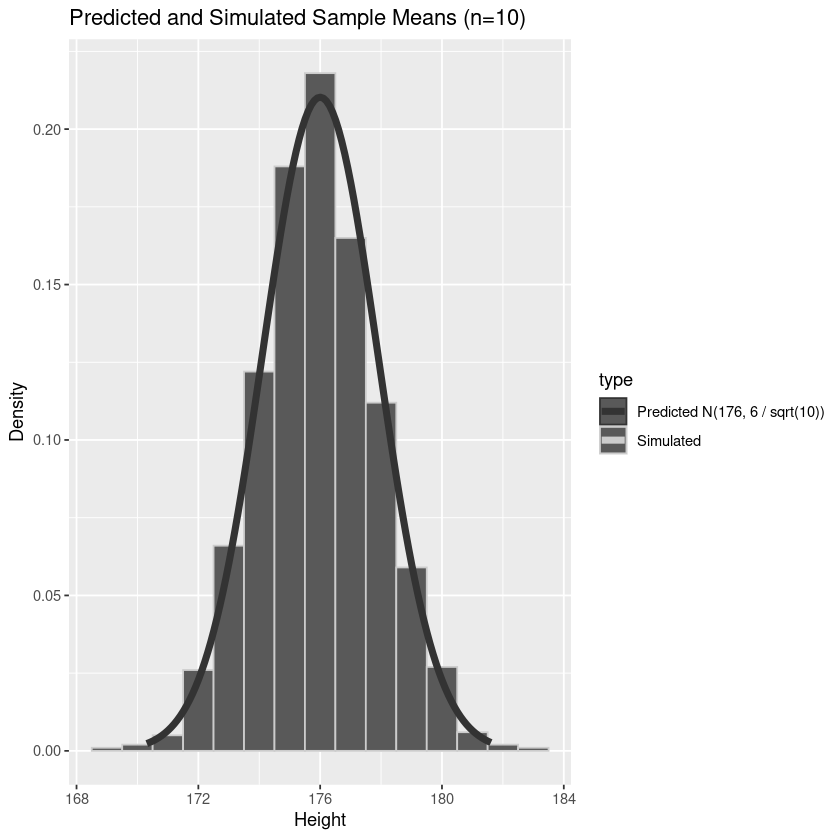 Predicted and Simulated Sample Means (n=10)
0.20
0.15
0.10
0.05
0.00
Density
168 172 176 180 184
Height
type
Predicted N(176, 6 / sqrt(10))
Simulated